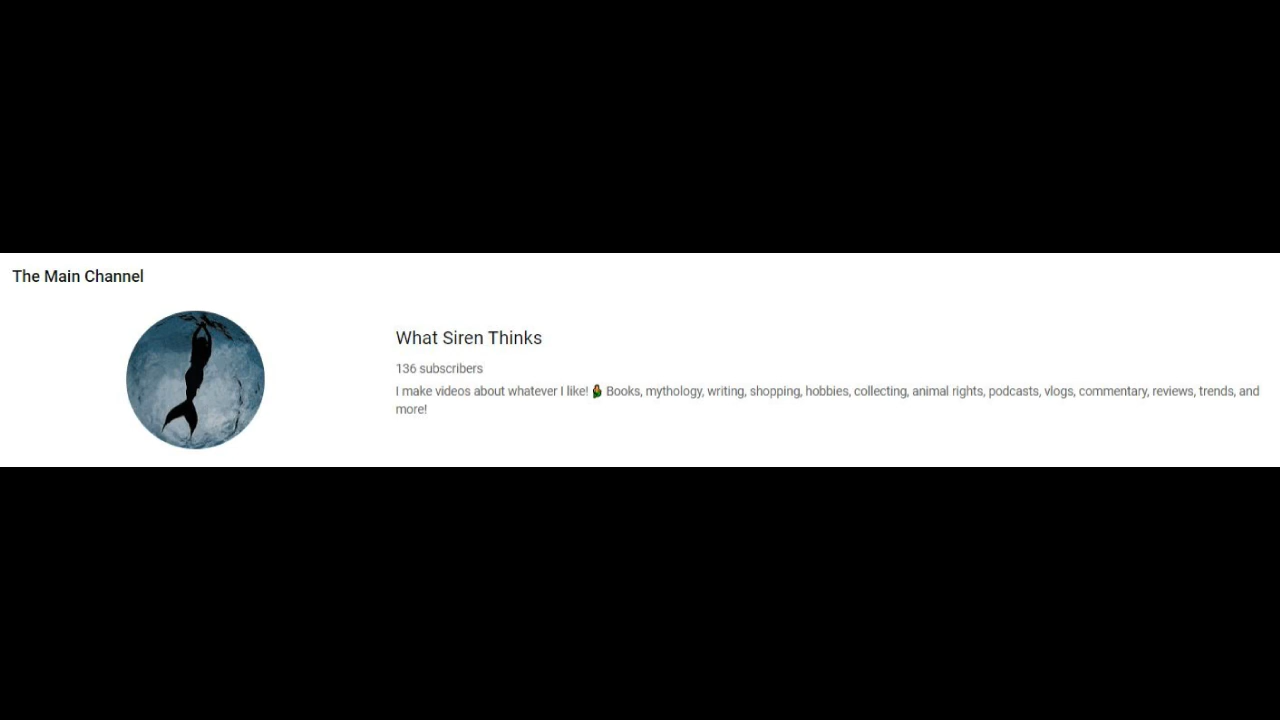 The Main Channel
What Siren Thinks
136 subscribers
I make videos about whatever I like! 🧜‍♀️ Books, mythology, writing, shopping, hobbies, collecting, animal rights, podcasts, vlogs, commentary, reviews, trends, and
more!